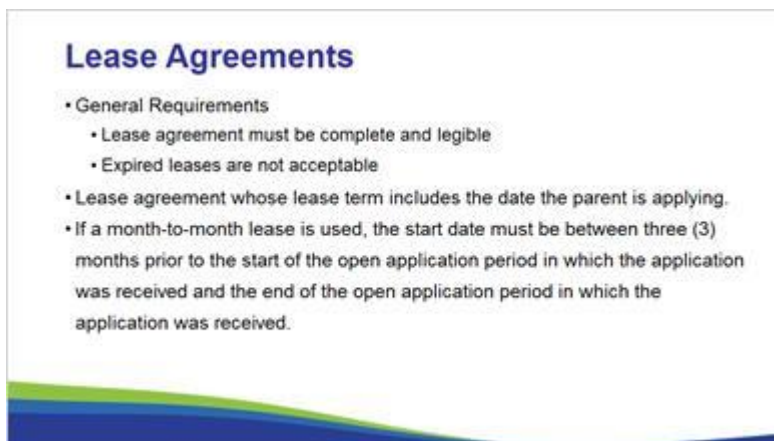 Lease Agreements
• General Requirements
• Lease agreement must be complete and legible
• Expired leases are not acceptable
• Lease agreement whose lease term includes the date the parent is applying.
• If a month-to-month lease is used, the start date must be between three (3)
months prior to the start of the open application period in which the application
was received and the end of the open application period in which the
application was received.